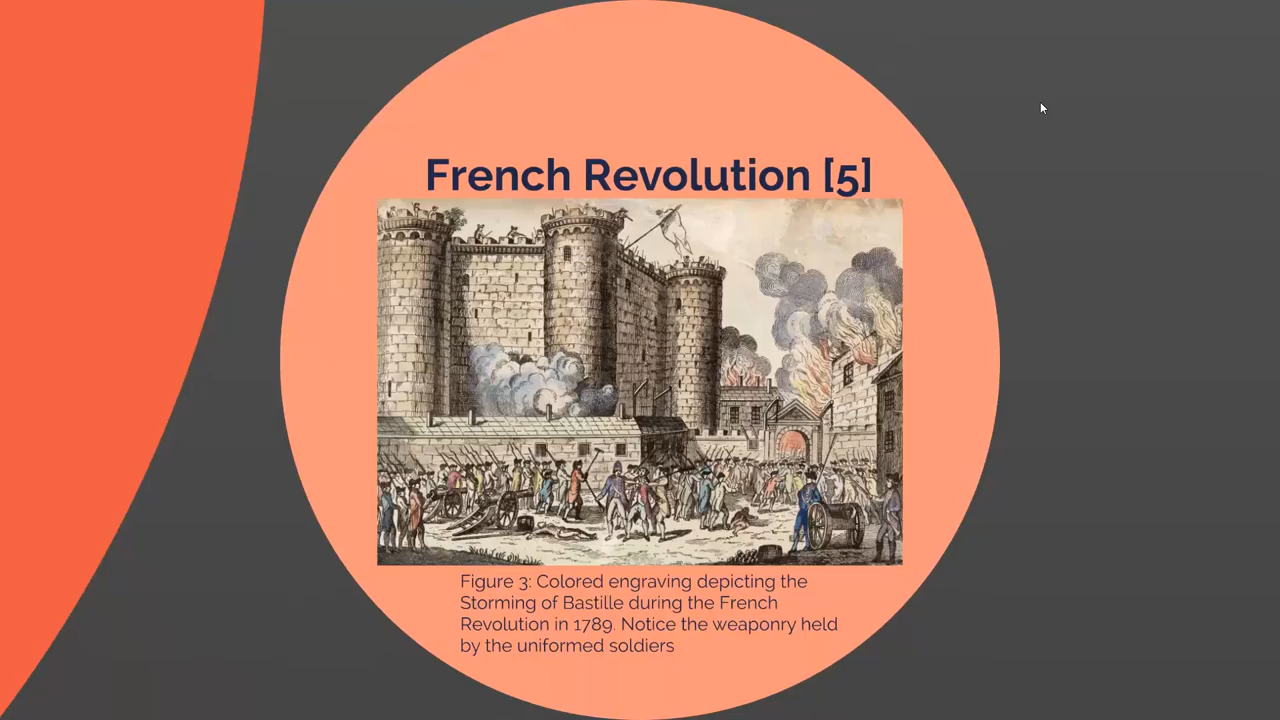 French Revolution [5]
Figure 3: Colored engraving depicting the
Storming of Bastille during the French
Revolution in 1789. Notice the weaponry held
by the uniformed soldiers